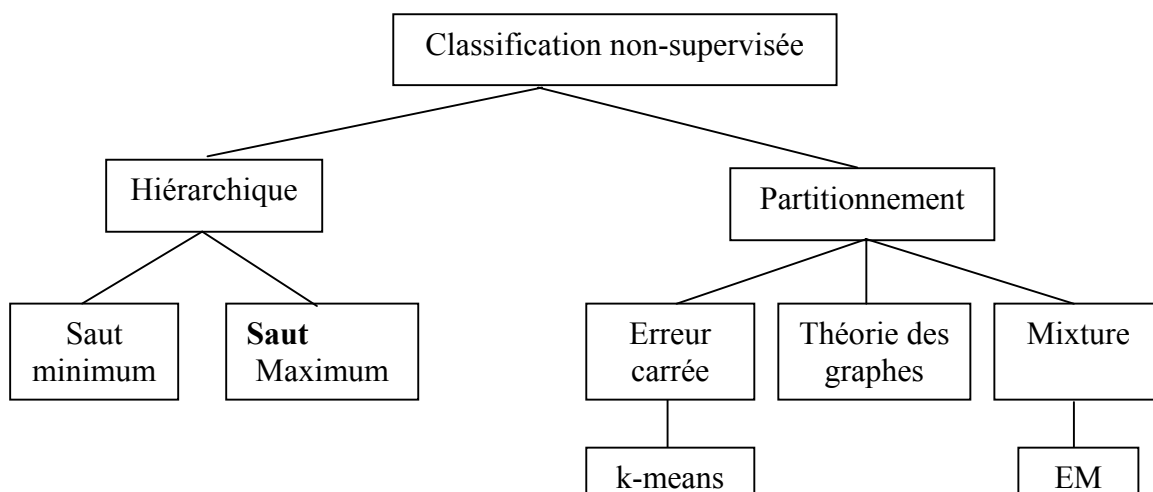 Classification non-supervisée
Hiérarchique
Partitionnement
Saut
minimum
Saut
Maximum
Erreur
carrée
Théorie des
graphes
Mixture
k-means
EM